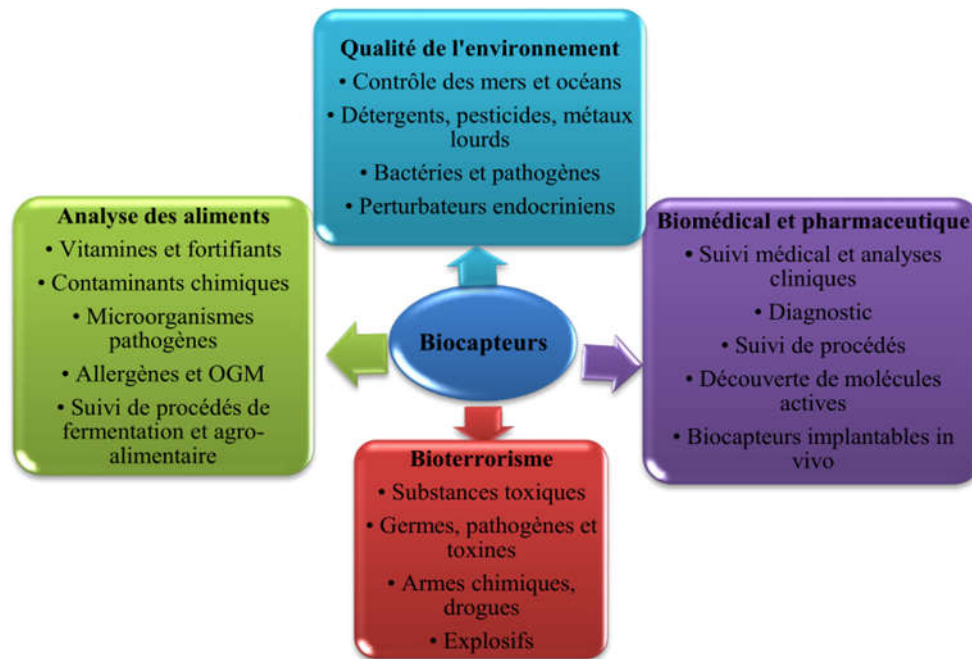 Qualité de l'environnement
• Contrôle des mers et océans
• Détergents, pesticides, métaux
lourds
• Bactéries et pathogènes
• Perturbateurs endocriniens
Analyse des aliments
• Vitamines et fortifiants
• Contaminants chimiques
• Microorganismes
pathogènes
• Allergènes et OGM
• Suivi de procédés de
fermentation et agro-
alimentaire
Biocapteurs
Biomédical et pharmaceutique
• Suivi médical et analyses
cliniques
• Diagnostic
• Suivi de procédés
• Découverte de molécules
actives
• Biocapteurs implantables in
vivo
Bioterrorisme
• Substances toxiques
• Germes, pathogènes et
toxines
• Armes chimiques,
drogues
• Explosifs